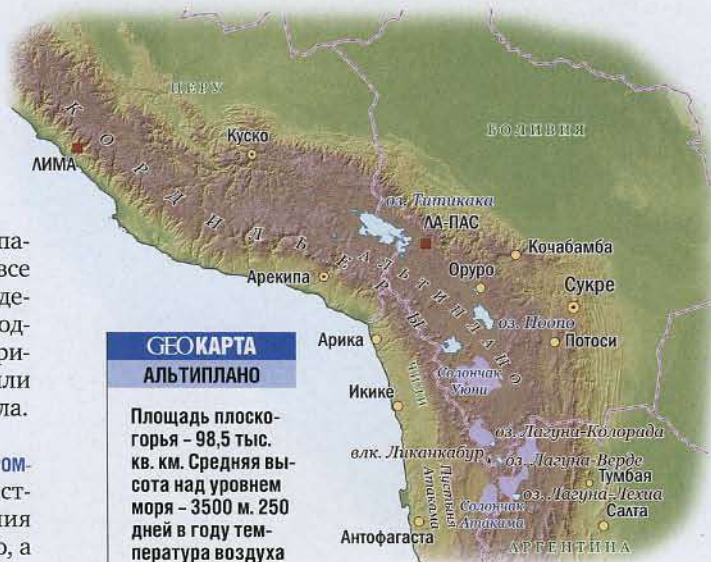 ПЕРУ
БОЛИВИЯ
КОРДИЛЬЕРЫ
Куско
ЛИМА
оз. Титикака
ЛА-ПАС
Кочабамба
АЛЬТИПЛАНО
Оруро
Сукре
Арекипа
оз. Поопо
Потоси
Арика
Солончак
Уюни
ЧИЛИ
Икике
оз. Лагуна-Колорада
влк. Ликанкабур
оз. Лагуна-Верде
Тумбая
оз. Лагуна-Лехиа
Пустыня
Атакама
Солончак
Атакама
Салта
Антофагаста
АРГЕНТИНА
GEOКАРТА
АЛЬТИПЛАНО
Площадь плоско-
горья – 98,5 тыс.
кв. км. Средняя вы-
сота над уровнем
моря – 3500 м. 250
дней в году тем-
пература воздуха
па-
все
де-
од-
ри-
или
ла.
ом-
ст-
ния
о, а